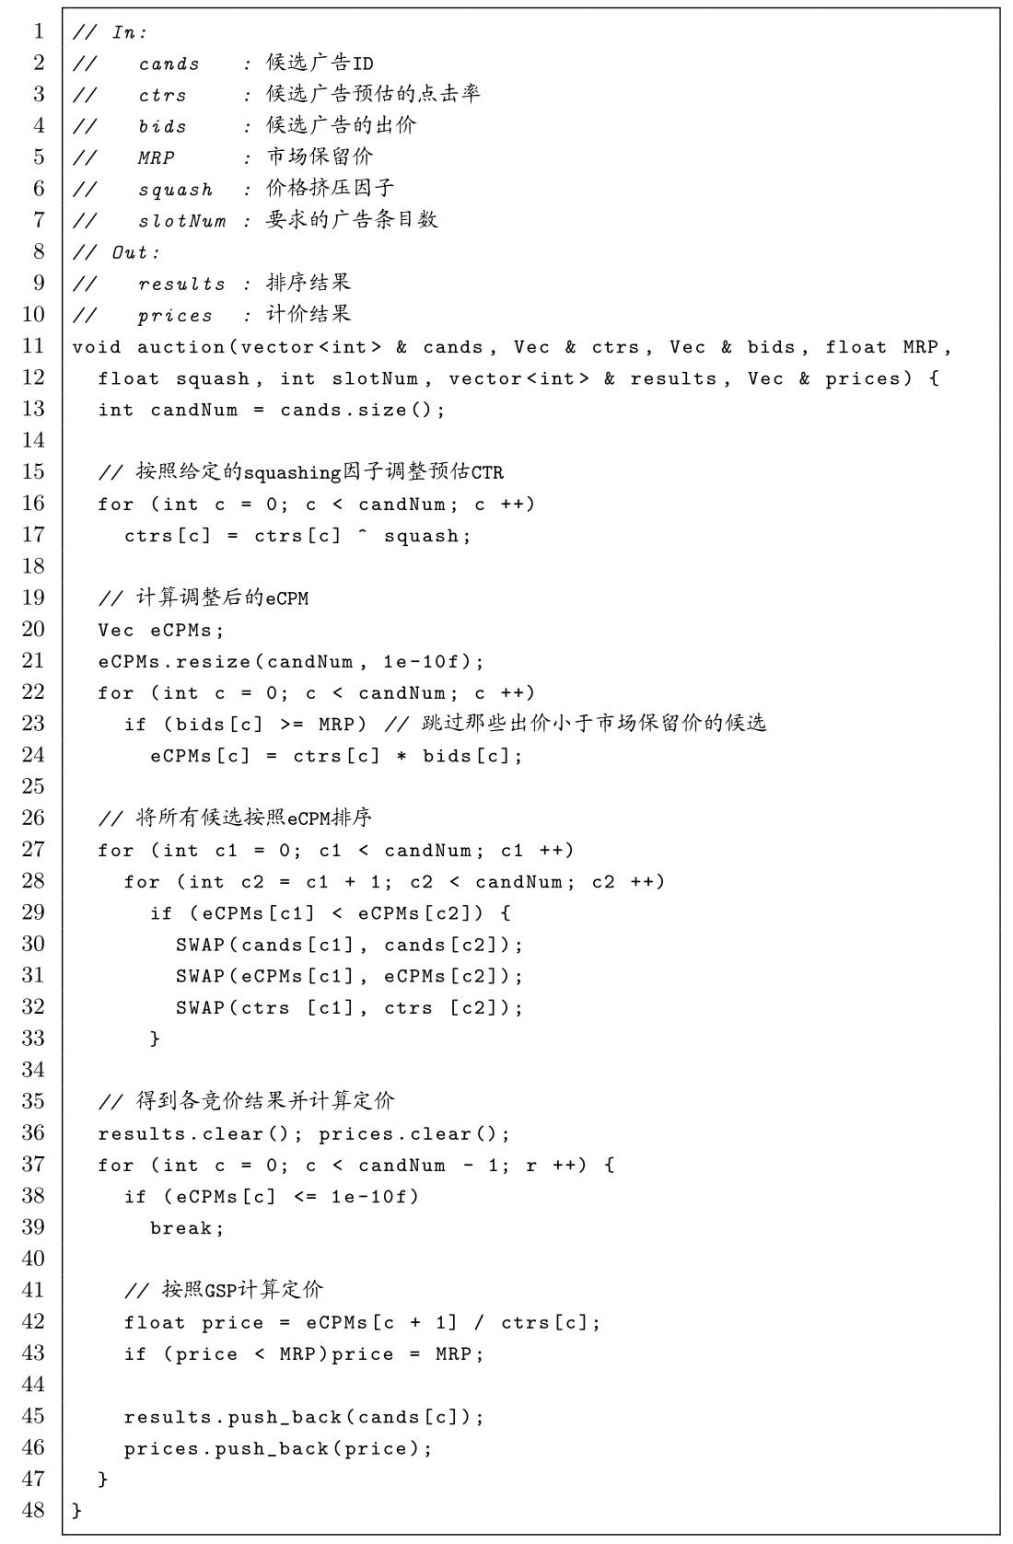 1 // In:
2 //   cands   : 候选广告ID
3 //   ctrs    : 候选广告预估的点击率
4 //   bids    : 候选广告的出价
5 //   MRP     : 市场保留价
6 //   squash  : 价格挤压因子
7 //   slotNum : 要求的广告条目数
8 // Out:
9 //   results : 排序结果
10 //   prices  : 计价结果
11 void auction(vector<int> & cands, Vec & ctrs, Vec & bids, float MRP,
12   float squash, int slotNum, vector<int> & results, Vec & prices) {
13   int candNum = cands.size();
14
15   // 按照给定的squashing因子调整预估CTR
16   for (int c = 0; c < candNum; c ++)
17     ctrs[c] = ctrs[c] ^ squash;
18
19   // 计算调整后的eCPM
20   Vec eCPMs;
21   eCPMs.resize(candNum, 1e-10f);
22   for (int c = 0; c < candNum; c ++)
23     if (bids[c] >= MRP) // 跳过那些出价小于市场保留价的候选
24       eCPMs[c] = ctrs[c] * bids[c];
25
26   // 将所有候选按照eCPM排序
27   for (int c1 = 0; c1 < candNum; c1 ++)
28     for (int c2 = c1 + 1; c2 < candNum; c2 ++)
29       if (eCPMs[c1] < eCPMs[c2]) {
30         SWAP(cands[c1], cands[c2]);
31         SWAP(eCPMs[c1], eCPMs[c2]);
32         SWAP(ctrs [c1], ctrs [c2]);
33       }
34
35   // 得到各竞价结果并计算定价
36   results.clear(); prices.clear();
37   for (int c = 0; c < candNum - 1; r ++) {
38     if (eCPMs[c] <= 1e-10f)
39       break;
40
41     // 按照GSP计算定价
42     float price = eCPMs[c + 1] / ctrs[c];
43     if (price < MRP)price = MRP;
44
45     results.push_back(cands[c]);
46     prices.push_back(price);
47   }
48 }